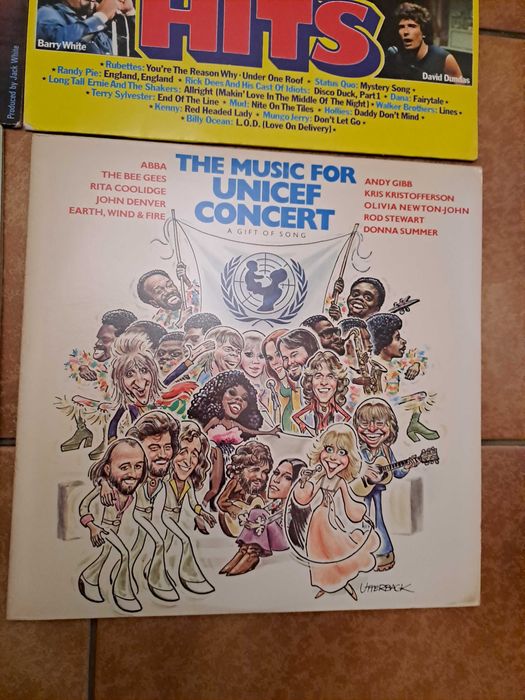 Produced by Jack White
Barry White
HITS
David Dundas
• Rubettes: You're The Reason Why • Under One Roof • Status Quo: Mystery Song •
• Randy Pie: England, England • Rick Dees And His Cast Of Idiots: Disco Duck, Part1 • Dana: Fairytale •
• Long Tall Ernie And The Shakers: Allright (Makin' Love In The Middle Of The Night) • Walker Brothers: Lines •
• Terry Sylvester: End Of The Line • Mud: Nite On The Tiles • Hollies: Daddy Don't Mind •
• Kenny: Red Headed Lady • Mungo Jerry: Don't Let Go •
• Billy Ocean: L.O.D. (Love On Delivery) •
THE MUSIC FOR
UNICEF
CONCERT
A GIFT OF SONG
ABBA
THE BEE GEES
RITA COOLIDGE
JOHN DENVER
EARTH, WIND & FIRE
ANDY GIBB
KRIS KRISTOFFERSON
OLIVIA NEWTON-JOHN
ROD STEWART
DONNA SUMMER
UTTERBACK